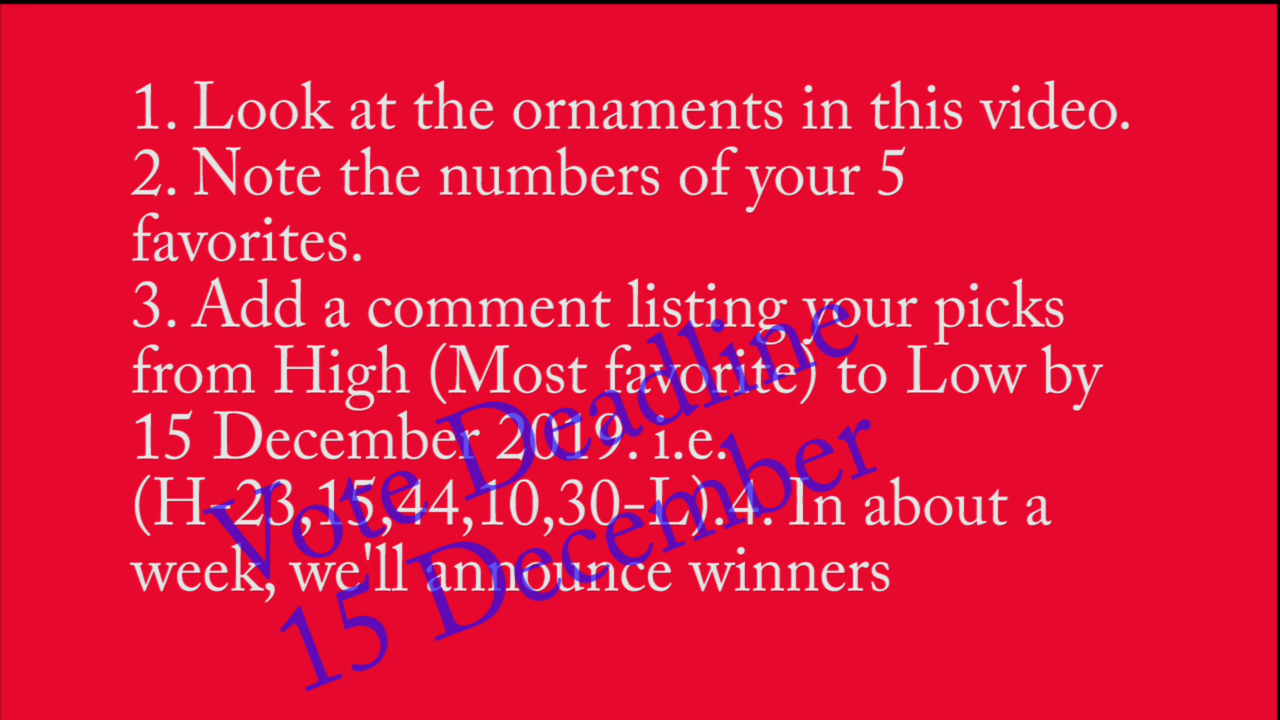 1. Look at the ornaments in this video.
2. Note the numbers of your 5
favorites.
3. Add a comment listing your picks
from High (Most favorite) to Low by
15 December 2019. i.e.
(H-23,15,44,10,30-L).4. In about a
week, we'll announce winners
Vote Deadline
15 December